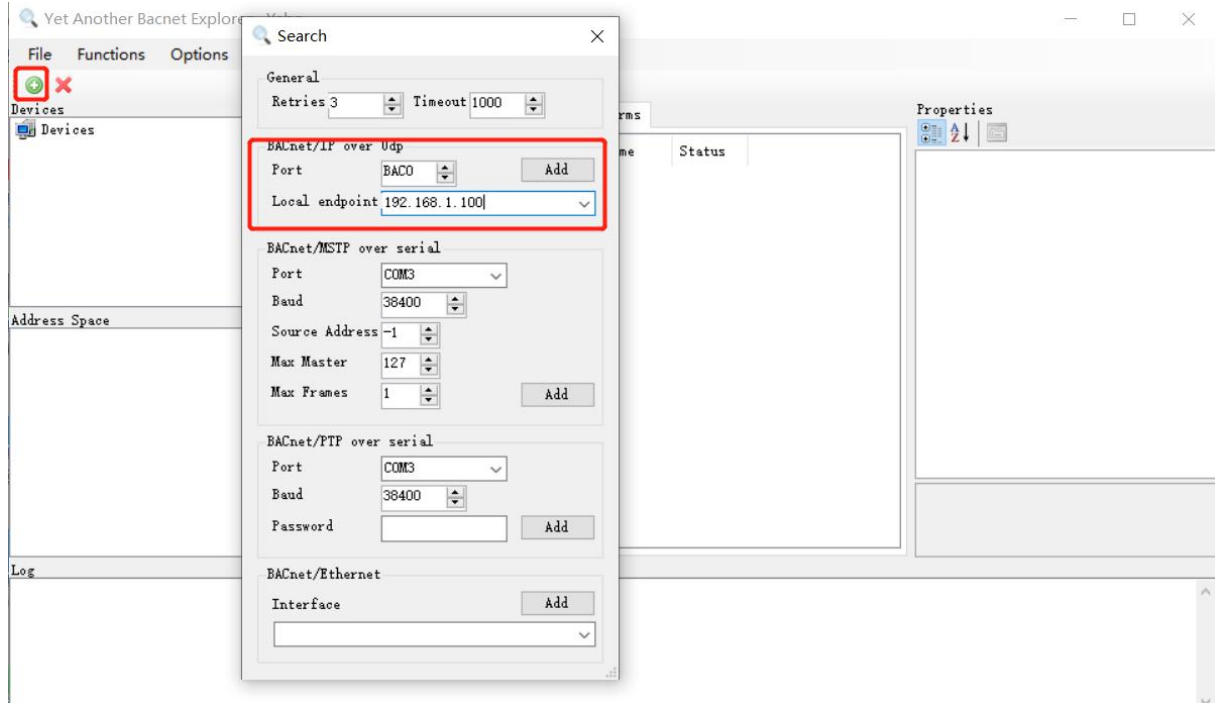 Yet Another Bacnet Explore
Search
File Functions Options
General
Retries 3 Timeout 1000
Devices
Devices
rms
me Status
Properties
BACnet/IP over Udp
Port BAC0 Add
Local endpoint 192.168.1.100
BACnet/MSTP over serial
Port COM3
Baud 38400
Source Address -1
Max Master 127
Max Frames 1 Add
Address Space
BACnet/PTP over serial
Port COM3
Baud 38400
Password Add
Log
BACnet/Ethernet
Interface Add